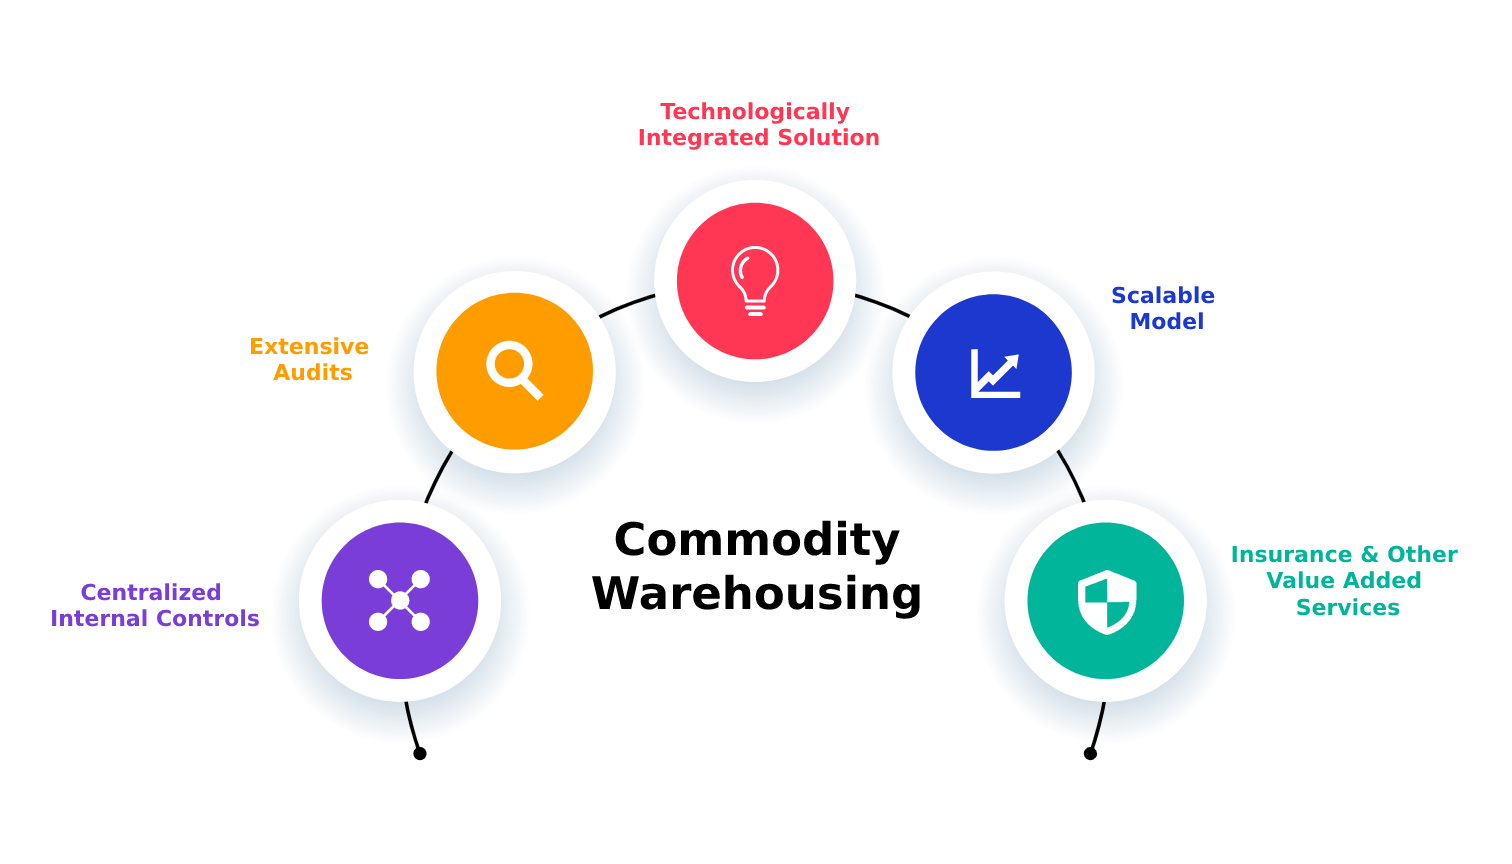 Technologically
Integrated Solution
Scalable
Model
Extensive
Audits
Commodity
Warehousing
Insurance & Other
Value Added
Services
Centralized
Internal Controls